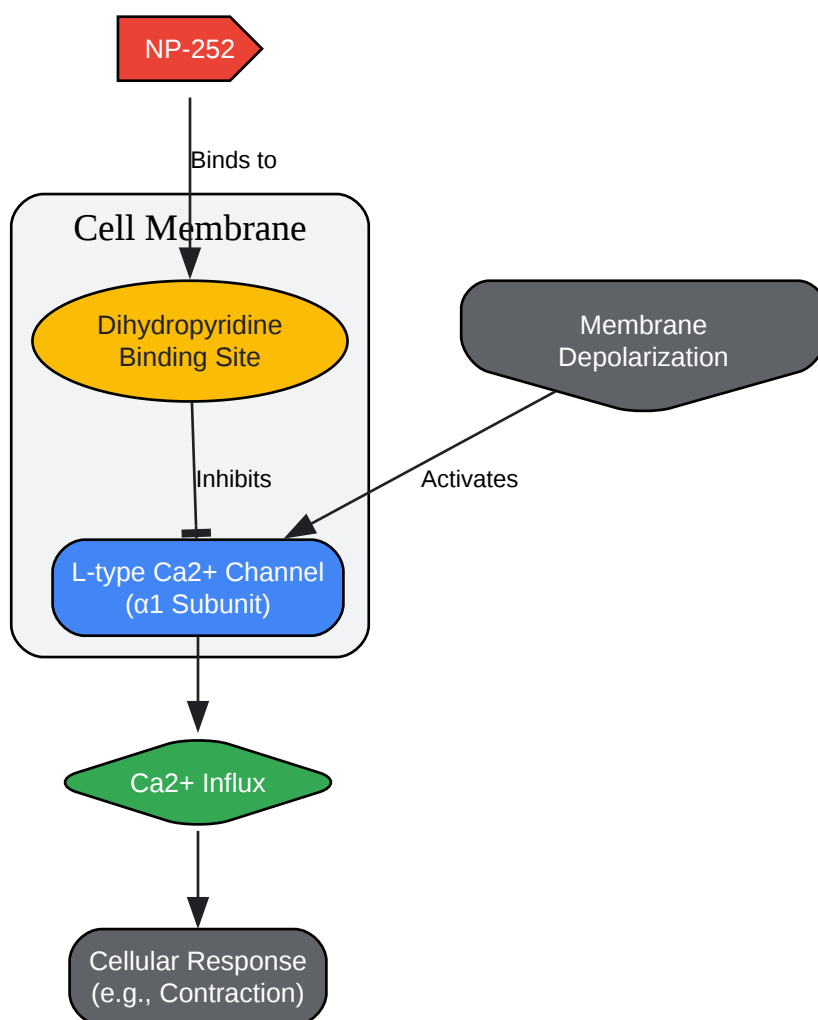 NP-252
Binds to
Cell Membrane
Dihydropyridine
Binding Site
Membrane
Depolarization
Inhibits
Activates
L-type Ca2+ Channel
(α1 Subunit)
Ca2+ Influx
Cellular Response
(e.g., Contraction)